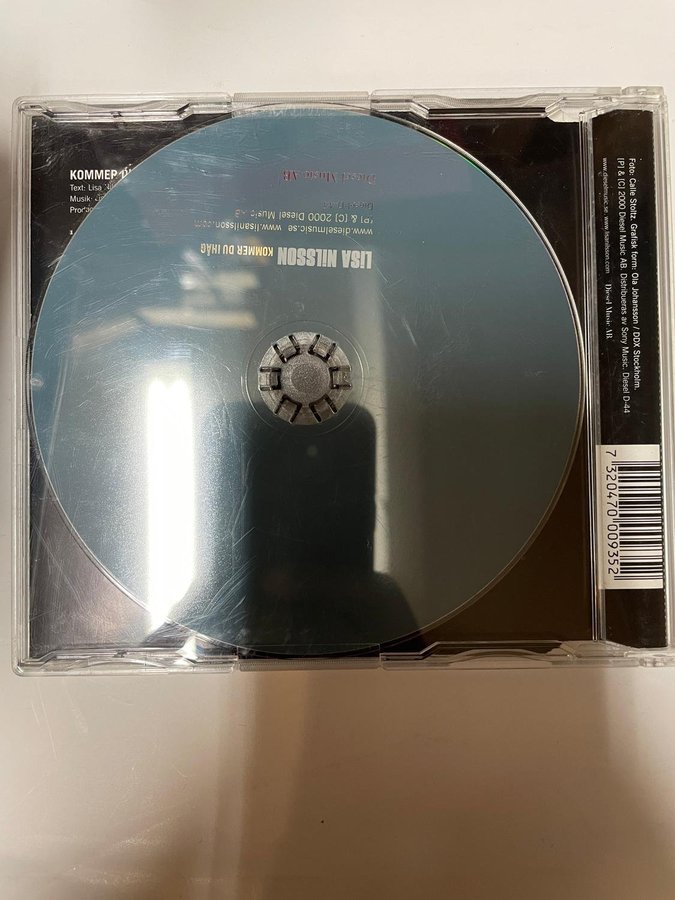 KOMMER
Text: Lisa
Musik:
LISA NILSSON KOMMER DU IHÅG
www.dieselmusic.se www.lisanilsson.com
(P) & (C) 2000 Diesel Music AB
Diesel Music AB
Foto: Calle Stoltz. Grafisk form: Ola Johansson / DDX Stockholm.
(P) & (C) 2000 Diesel Music AB. Distribueras av Sony Music. Diesel D-44
www.dieselmusic.se www.lisanilsson.com Diesel Music AB
7 320470 009352